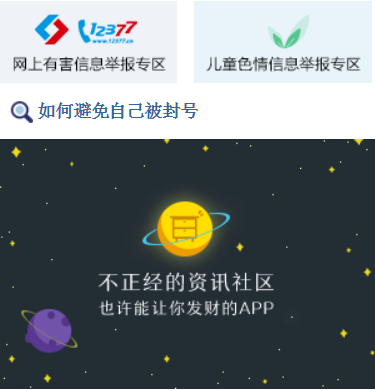 12377
www.12377.cn
网上有害信息举报专区
儿童色情信息举报专区
如何避免自己被封号
不正经的资讯社区
也许能让你发财的APP